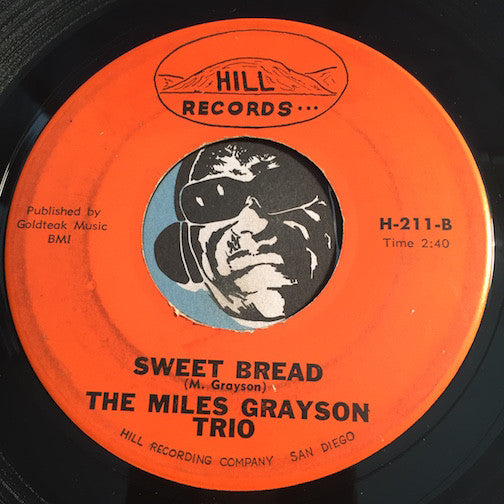 HILL
RECORDS...
Published by
Goldteak Music
BMI
H-211-B
Time 2:40
SWEET BREAD
(M. Grayson)
THE MILES GRAYSON
TRIO
HILL RECORDING COMPANY SAN DIEGO